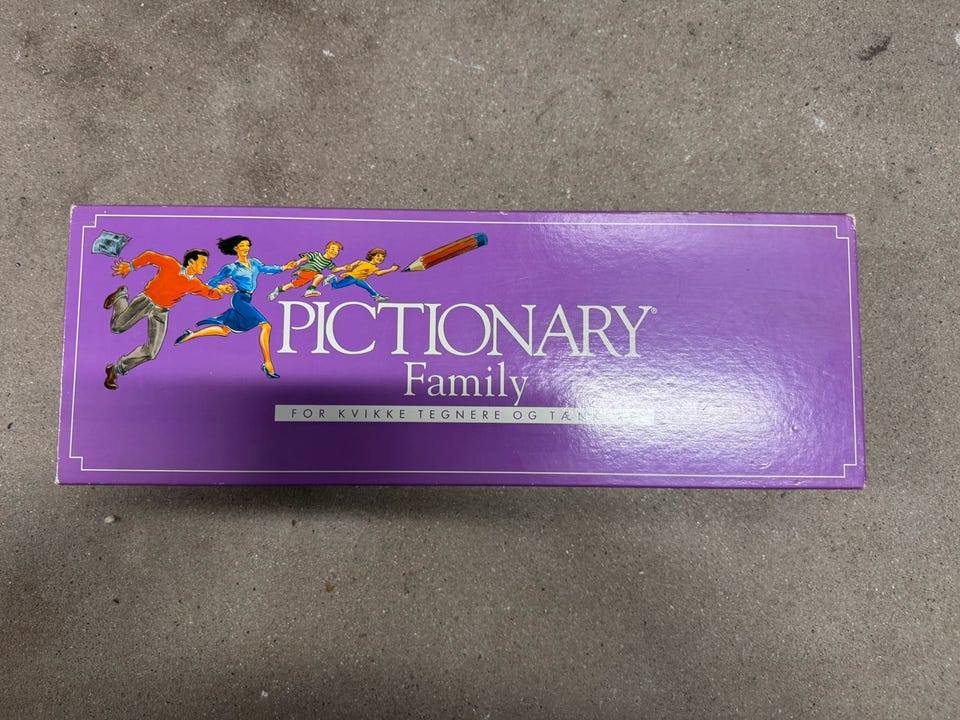 PICTIONARY®
Family
FOR KVIKKE TEGNERE OG